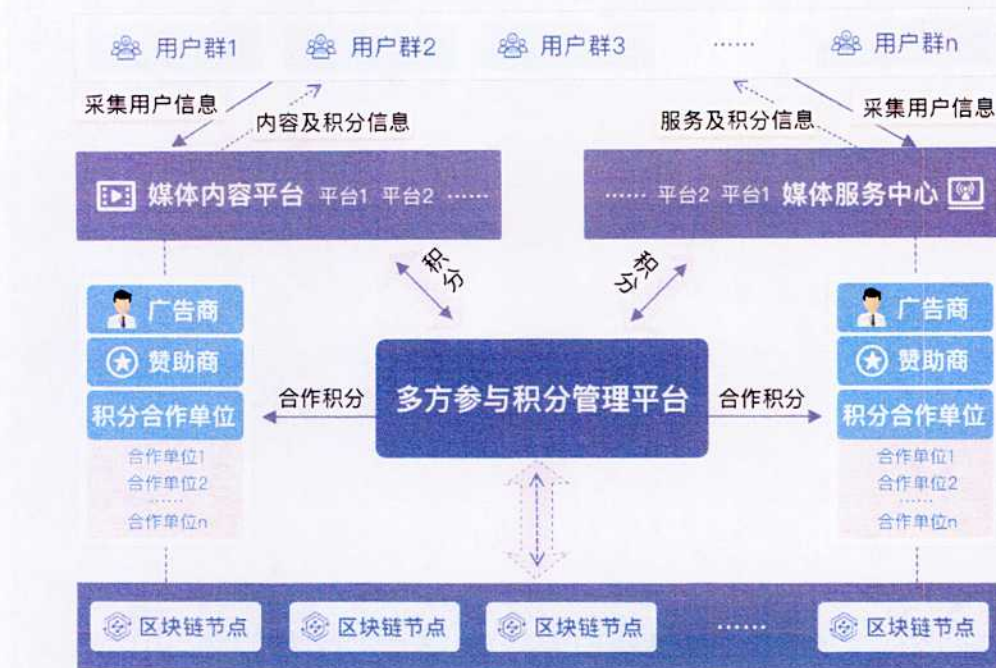 用户群1 用户群2 用户群3 …… 用户群n
采集用户信息 内容及积分信息 服务及积分信息 采集用户信息
媒体内容平台 平台1 平台2 ……
…… 平台2 平台1 媒体服务中心
积分
积分
广告商
赞助商
积分合作单位
合作单位1
合作单位2
……
合作单位n
合作积分
多方参与积分管理平台
合作积分
广告商
赞助商
积分合作单位
合作单位1
合作单位2
……
合作单位n
区块链节点 区块链节点 区块链节点 …… 区块链节点